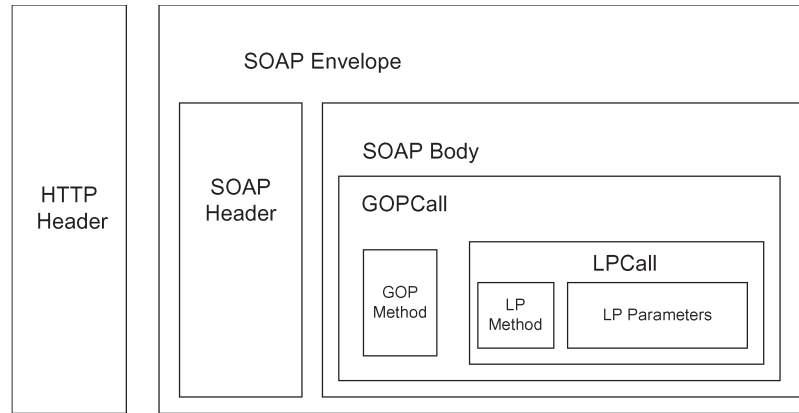 SOAP Envelope
HTTP
Header
SOAP
Header
SOAP Body
GOPCall
GOP
Method
LPCall
LP
Method
LP Parameters